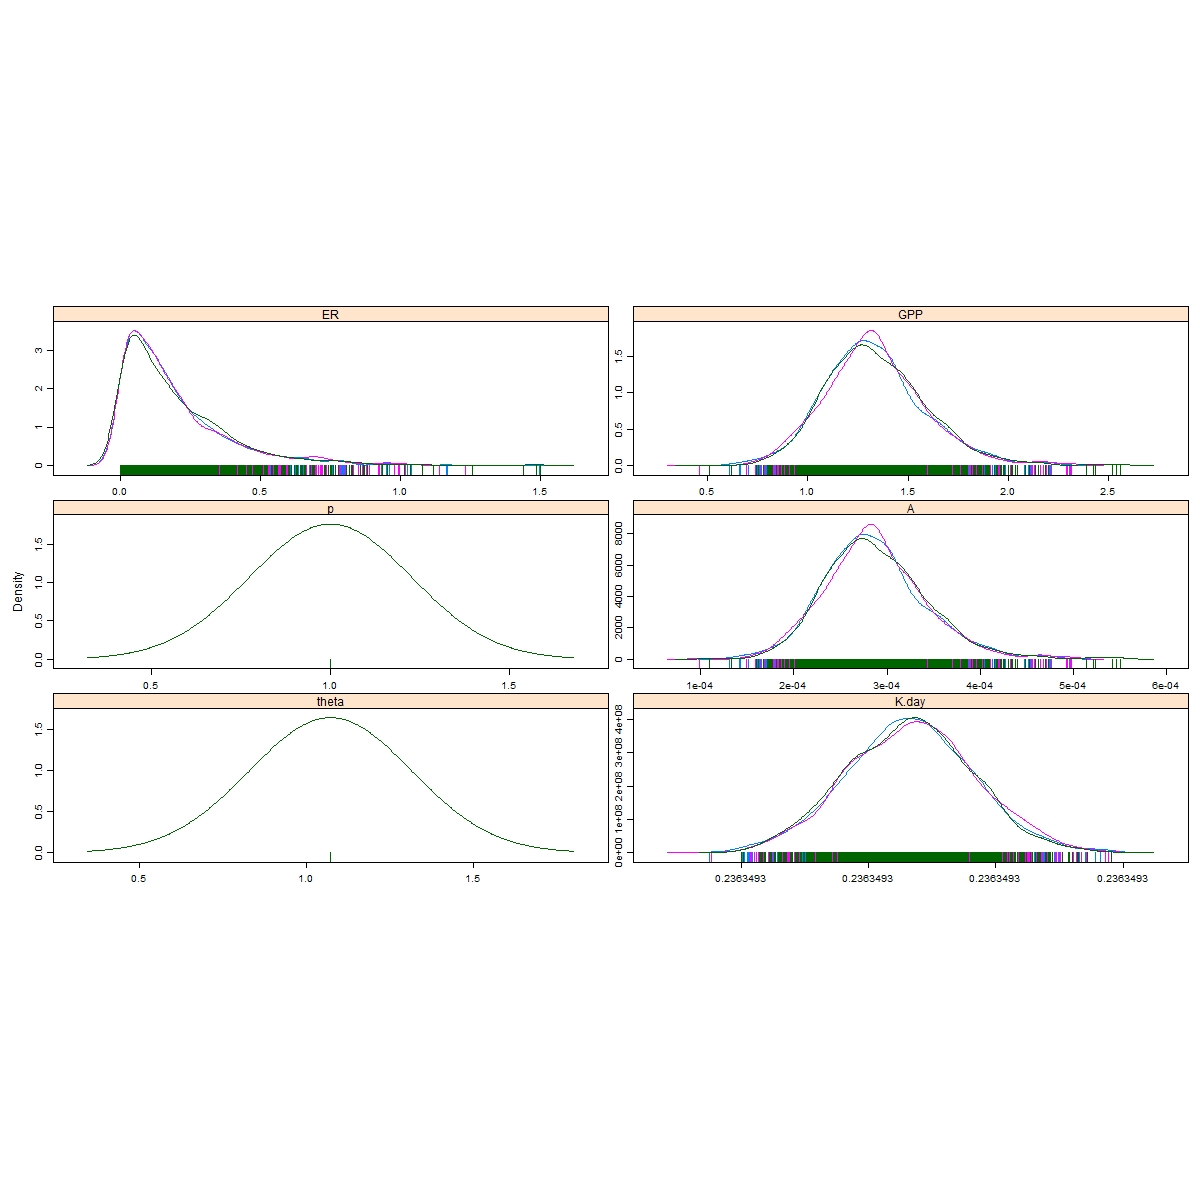 ER
GPP
0 1 2 3
0.0 0.5 1.0 1.5
0.0 0.5 1.0 1.5
0.5 1.0 1.5 2.0 2.5
p
A
Density
0.0 0.5 1.0 1.5
0 2000 4000 6000 8000
0.5 1.0 1.5
1e-04 2e-04 3e-04 4e-04 5e-04 6e-04
theta
K.day
0.0 0.5 1.0 1.5
0e+00 1e+08 2e+08 3e+08 4e+08
0.5 1.0 1.5
0.2363493 0.2363493 0.2363493 0.2363493